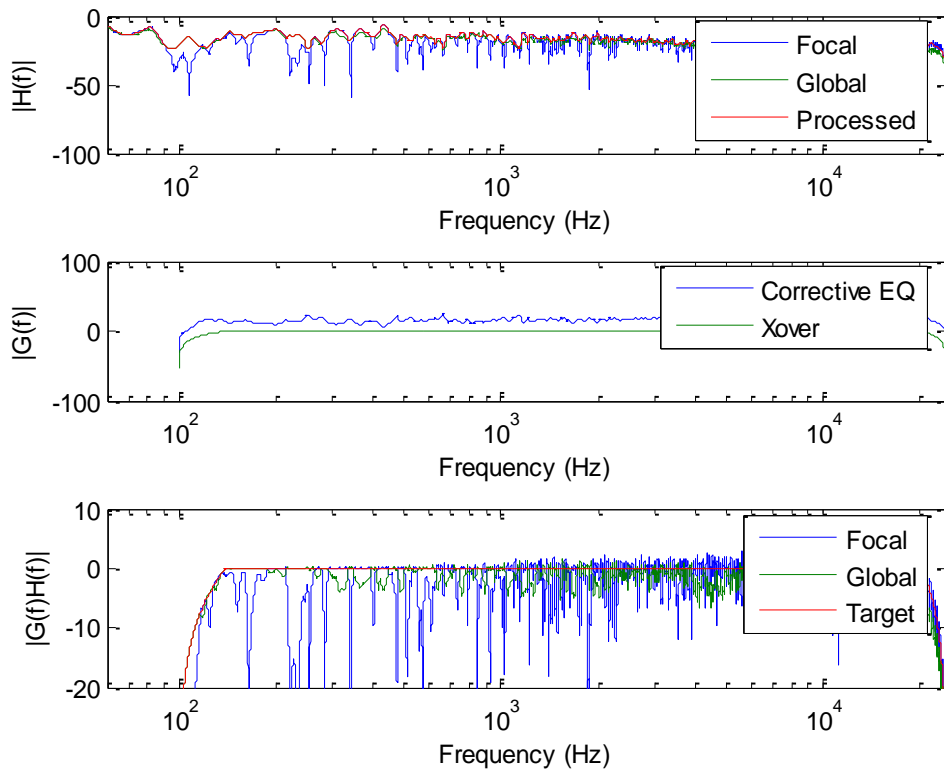 0
-50
-100
|H(f)|
10^2
10^3
10^4
Frequency (Hz)
Focal
Global
Processed
100
0
-100
|G(f)|
10^2
10^3
10^4
Frequency (Hz)
Corrective EQ
Xover
10
0
-10
-20
|G(f)H(f)|
10^2
10^3
10^4
Frequency (Hz)
Focal
Global
Target